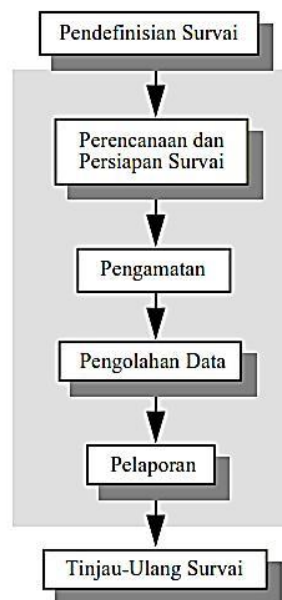 Pendefinisian Survai
Perencanaan dan
Persiapan Survai
Pengamatan
Pengolahan Data
Pelaporan
Tinjau-Ulang Survai